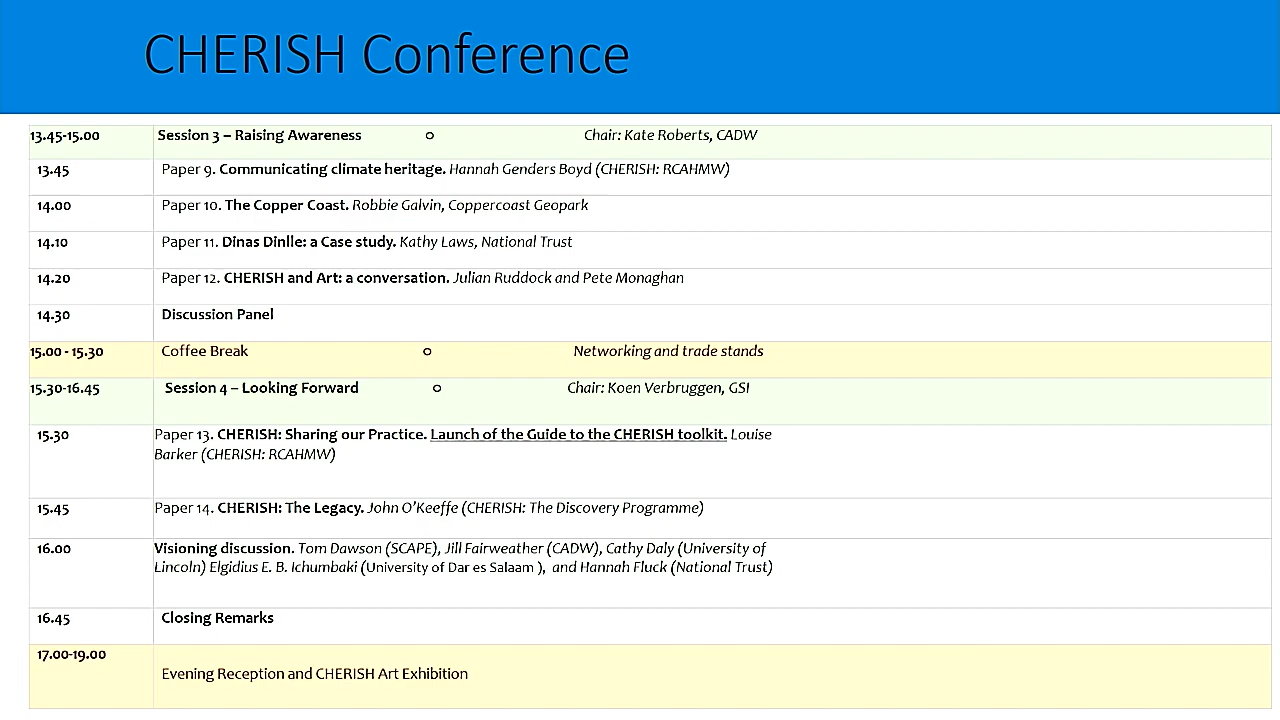 CHERISH Conference
13.45-15.00 Session 3 – Raising Awareness o Chair: Kate Roberts, CADW
13.45 Paper 9. Communicating climate heritage. Hannah Genders Boyd (CHERISH: RCAHMW)
14.00 Paper 10. The Copper Coast. Robbie Galvin, Coppercoast Geopark
14.10 Paper 11. Dinas Dinlle: a Case study. Kathy Laws, National Trust
14.20 Paper 12. CHERISH and Art: a conversation. Julian Ruddock and Pete Monaghan
14.30 Discussion Panel
15.00 - 15.30 Coffee Break o Networking and trade stands
15.30-16.45 Session 4 – Looking Forward o Chair: Koen Verbruggen, GSI
15.30 Paper 13. CHERISH: Sharing our Practice. Launch of the Guide to the CHERISH toolkit. Louise
Barker (CHERISH: RCAHMW)
15.45 Paper 14. CHERISH: The Legacy. John O'Keeffe (CHERISH: The Discovery Programme)
16.00 Visioning discussion. Tom Dawson (SCAPE), Jill Fairweather (CADW), Cathy Daly (University of
Lincoln) Elgidius E. B. Ichumbaki (University of Dar es Salaam ), and Hannah Fluck (National Trust)
16.45 Closing Remarks
17.00-19.00
Evening Reception and CHERISH Art Exhibition